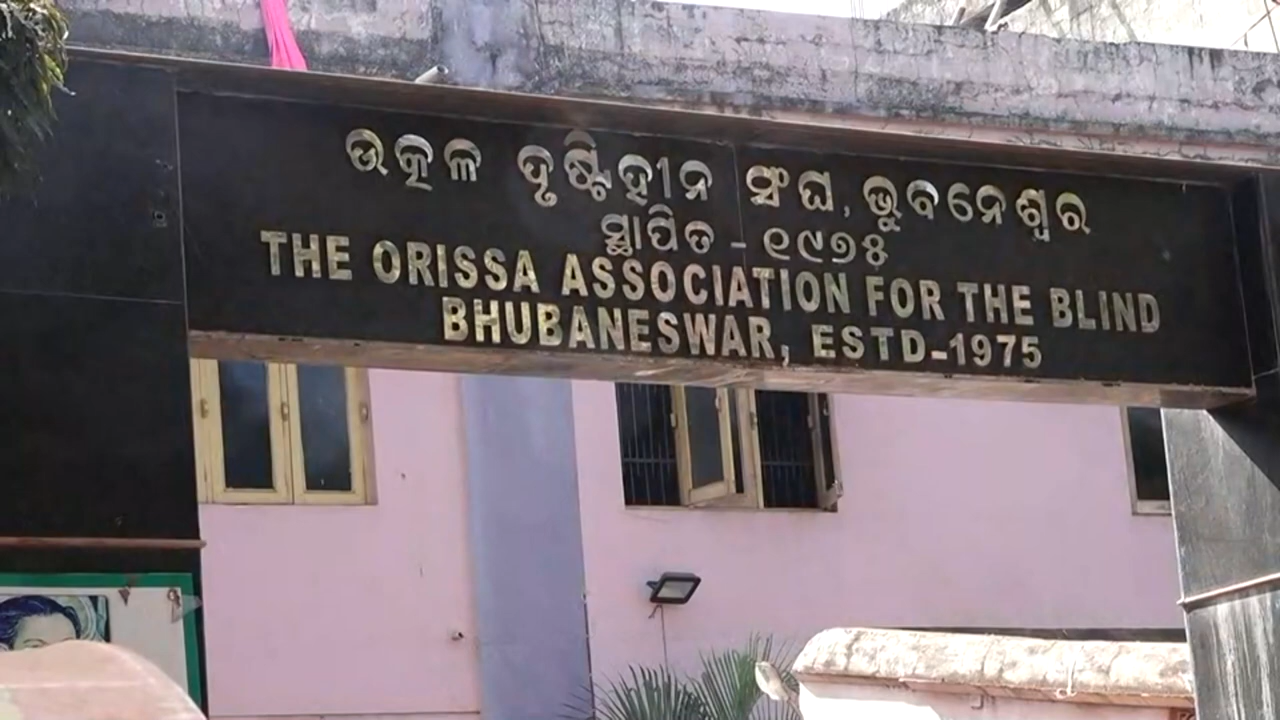 ଉତ୍କଳ ଦୃଷ୍ଟିହୀନ ସଂଘ, ଭୁବନେଶ୍ୱର
ସ୍ଥାପିତ - ୧୯୭୫
THE ORISSA ASSOCIATION FOR THE BLIND
BHUBANESWAR, ESTD-1975